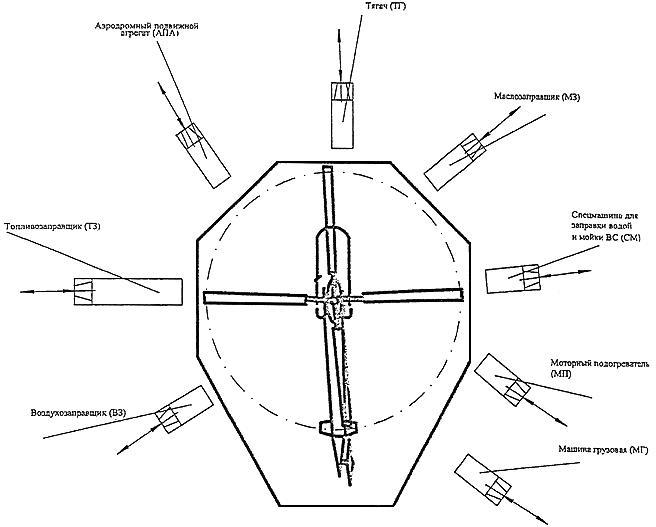 Тягач (ТГ)
Аэродромный подвижной
агрегат (АПА)
Маслозаправщик (МЗ)
Топливозаправщик (ТЗ)
Спецмашина для
заправки водой
и мойки ВС (СМ)
Моторный подогреватель
(МП)
Воздухозаправщик (ВЗ)
Машина грузовая (МГ)